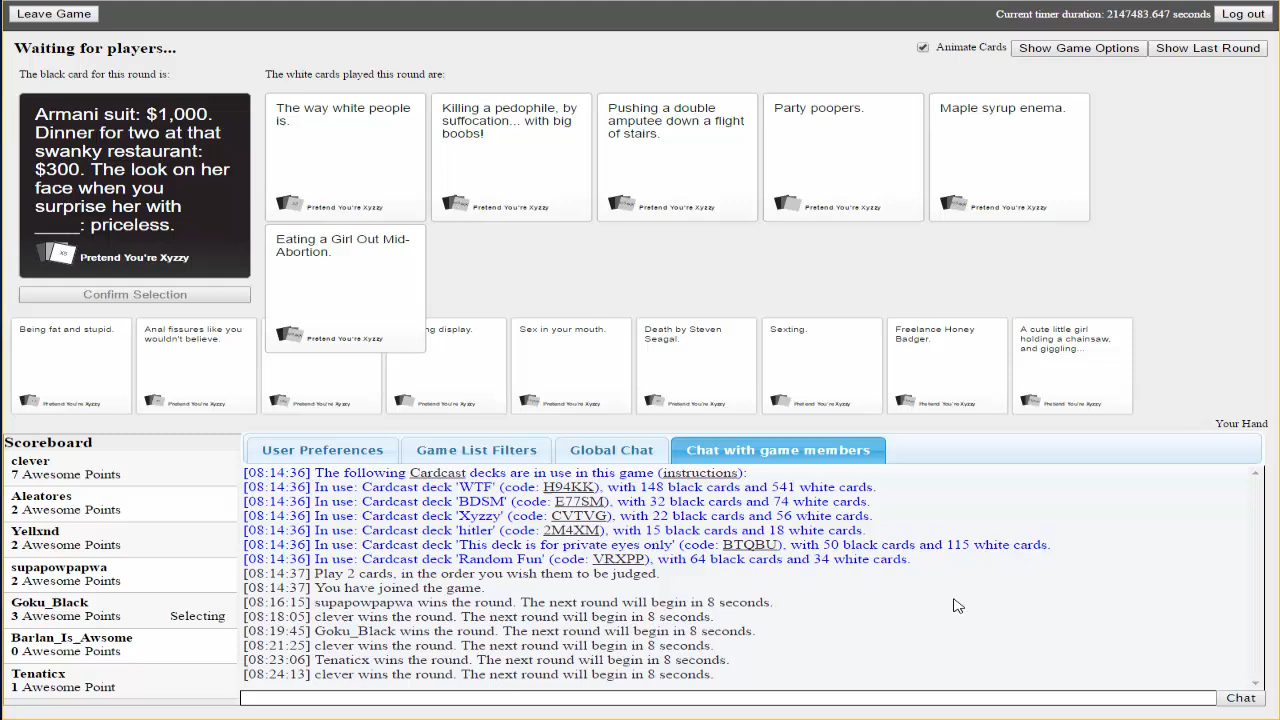 Leave Game
Current timer duration: 2147483.647 seconds
Log out
Waiting for players...
Animate Cards
Show Game Options
Show Last Round
The black card for this round is:
The white cards played this round are:
Armani suit: $1,000.
Dinner for two at that
swanky restaurant:
$300. The look on her
face when you
surprise her with
____: priceless.
Pretend You're Xyzzy
The way white people
is.
Pretend You're Xyzzy
Killing a pedophile, by
suffocation... with big
boobs!
Pretend You're Xyzzy
Pushing a double
amputee down a flight
of stairs.
Pretend You're Xyzzy
Party poopers.
Pretend You're Xyzzy
Maple syrup enema.
Pretend You're Xyzzy
Eating a Girl Out Mid-
Abortion.
Pretend You're Xyzzy
Confirm Selection
Being fat and stupid.
Pretend You're Xyzzy
Anal fissures like you
wouldn't believe.
Pretend You're Xyzzy
Pretend You're Xyzzy
display.
Pretend You're Xyzzy
Sex in your mouth.
Pretend You're Xyzzy
Death by Steven
Seagal.
Pretend You're Xyzzy
Sexting.
Pretend You're Xyzzy
Freelance Honey
Badger.
Pretend You're Xyzzy
A cute little girl
holding a chainsaw,
and giggling...
Pretend You're Xyzzy
Your Hand
Scoreboard
clever
7 Awesome Points
Aleatores
2 Awesome Points
Yellxnd
2 Awesome Points
supapowpapwa
2 Awesome Points
Goku_Black
3 Awesome Points Selecting
Barlan_Is_Awsome
0 Awesome Points
Tenaticx
1 Awesome Point
User Preferences
Game List Filters
Global Chat
Chat with game members
[08:14:36] The following Cardcast decks are in use in this game (instructions):
[08:14:36] In use: Cardcast deck 'WTF' (code: H94KK), with 148 black cards and 541 white cards.
[08:14:36] In use: Cardcast deck 'BDSM' (code: E77SM), with 32 black cards and 74 white cards.
[08:14:36] In use: Cardcast deck 'Xyzzy' (code: CVTVG), with 22 black cards and 56 white cards.
[08:14:36] In use: Cardcast deck 'hitler' (code: 2M4XM), with 15 black cards and 18 white cards.
[08:14:36] In use: Cardcast deck 'This deck is for private eyes only' (code: BTQBU), with 50 black cards and 115 white cards.
[08:14:36] In use: Cardcast deck 'Random Fun' (code: VRXPP), with 64 black cards and 34 white cards.
[08:14:37] Play 2 cards, in the order you wish them to be judged.
[08:14:37] You have joined the game.
[08:16:15] supapowpapwa wins the round. The next round will begin in 8 seconds.
[08:18:05] clever wins the round. The next round will begin in 8 seconds.
[08:19:45] Goku_Black wins the round. The next round will begin in 8 seconds.
[08:21:25] clever wins the round. The next round will begin in 8 seconds.
[08:23:06] Tenaticx wins the round. The next round will begin in 8 seconds.
[08:24:13] clever wins the round. The next round will begin in 8 seconds.
Chat